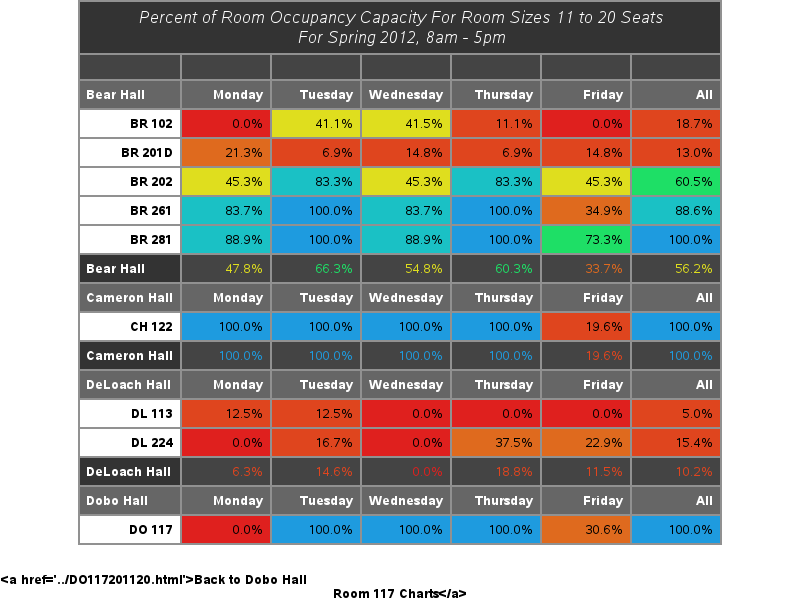 Percent of Room Occupancy Capacity For Room Sizes 11 to 20 Seats
For Spring 2012, 8am - 5pm
Bear Hall Monday Tuesday Wednesday Thursday Friday All
BR 102 0.0% 41.1% 41.5% 11.1% 0.0% 18.7%
BR 201D 21.3% 6.9% 14.8% 6.9% 14.8% 13.0%
BR 202 45.3% 83.3% 45.3% 83.3% 45.3% 60.5%
BR 261 83.7% 100.0% 83.7% 100.0% 34.9% 88.6%
BR 281 88.9% 100.0% 88.9% 100.0% 73.3% 100.0%
Bear Hall 47.8% 66.3% 54.8% 60.3% 33.7% 56.2%
Cameron Hall Monday Tuesday Wednesday Thursday Friday All
CH 122 100.0% 100.0% 100.0% 100.0% 19.6% 100.0%
Cameron Hall 100.0% 100.0% 100.0% 100.0% 19.6% 100.0%
DeLoach Hall Monday Tuesday Wednesday Thursday Friday All
DL 113 12.5% 12.5% 0.0% 0.0% 0.0% 5.0%
DL 224 0.0% 16.7% 0.0% 37.5% 22.9% 15.4%
DeLoach Hall 6.3% 14.6% 0.0% 18.8% 11.5% 10.2%
Dobo Hall Monday Tuesday Wednesday Thursday Friday All
DO 117 0.0% 100.0% 100.0% 100.0% 30.6% 100.0%
<a href='../DO117201120.html'>Back to Dobo Hall
Room 117 Charts</a>